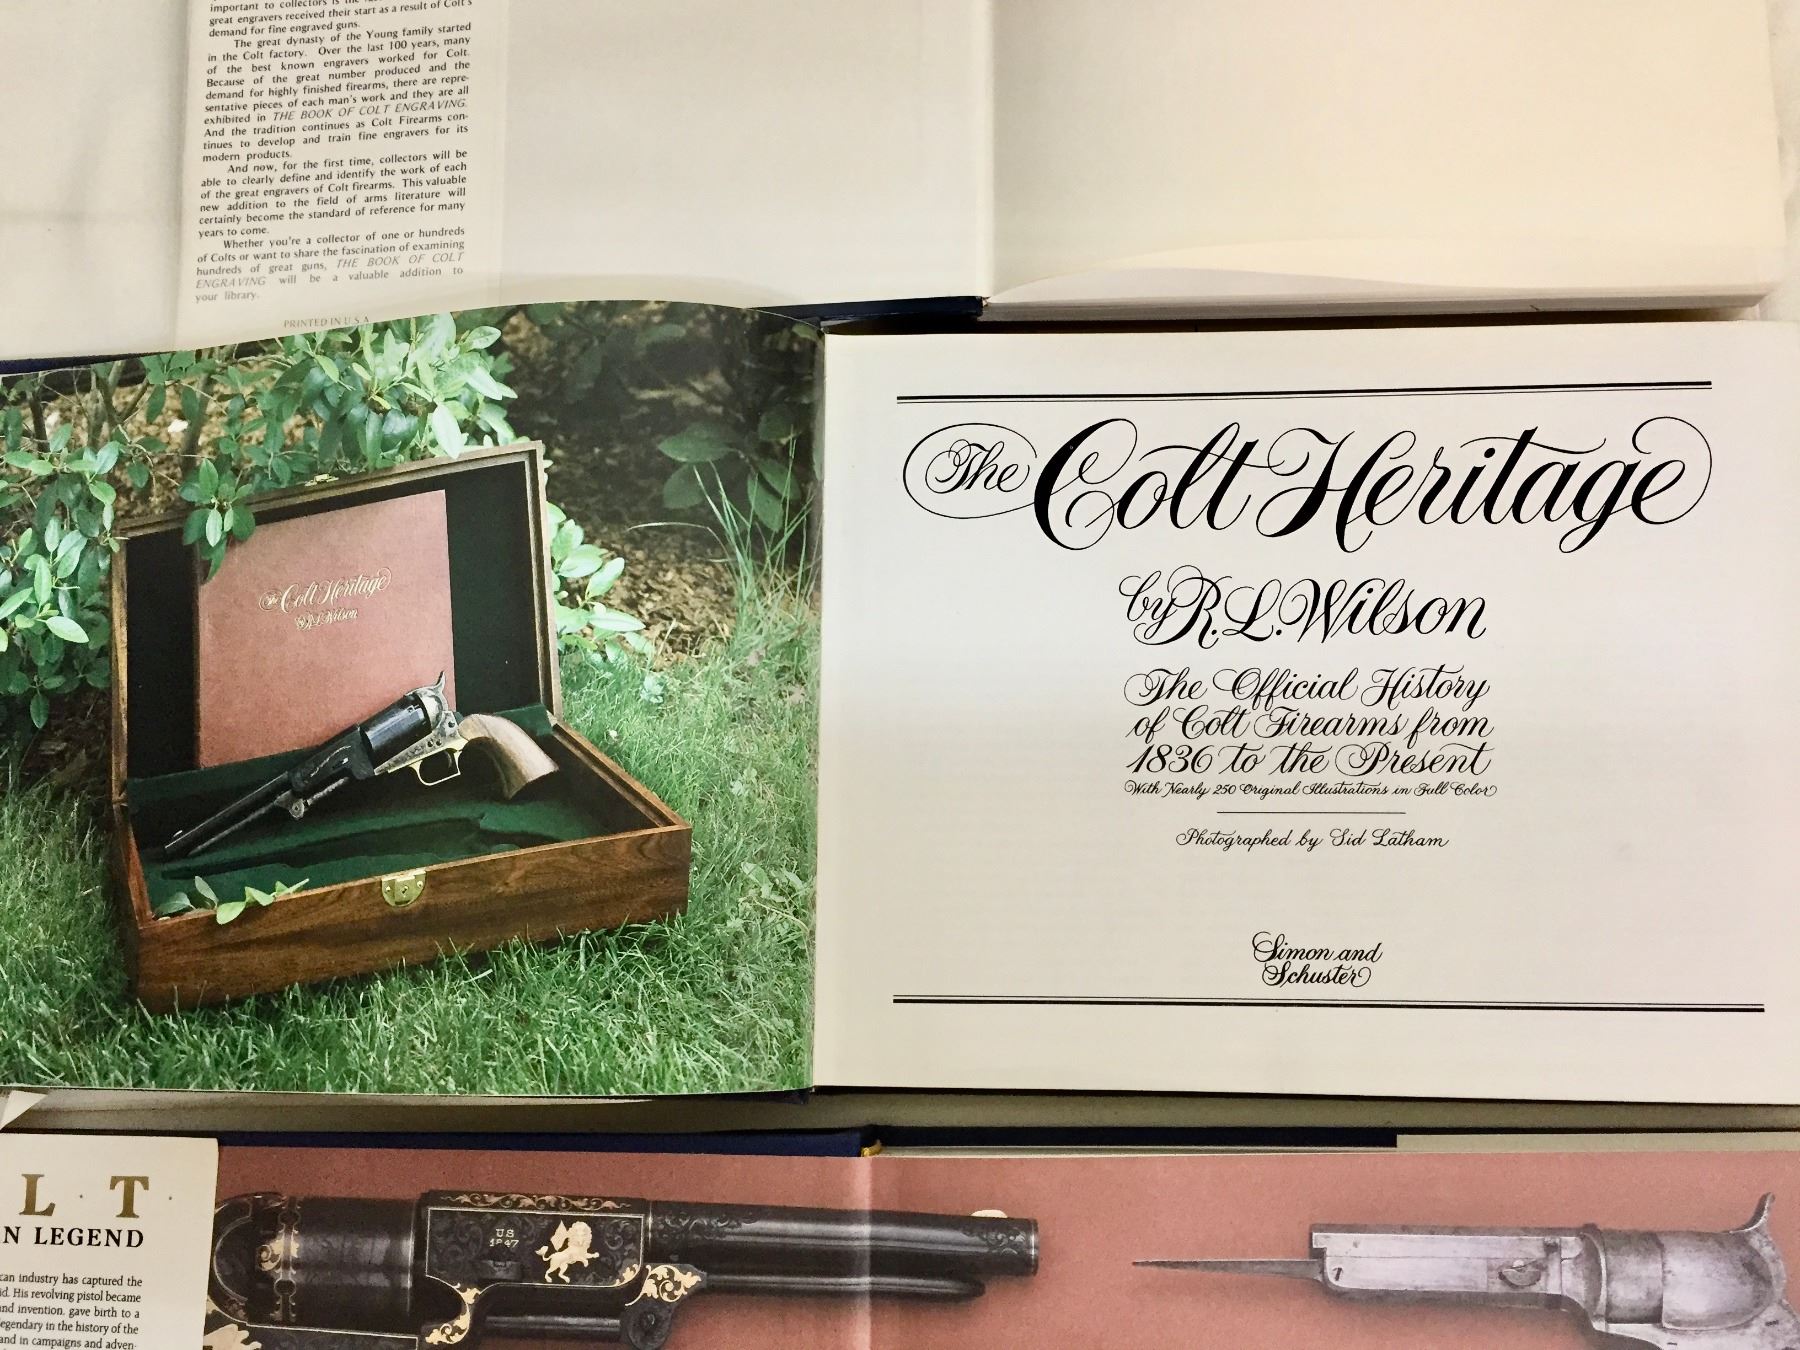 important to collectors is the
great engravers received their start as a result of Colt's
demand for fine engraved guns.
The great dynasty of the Young family started
in the Colt factory. Over the last 100 years, many
of the best known engravers worked for Colt.
Because of the great number produced and the
demand for highly finished firearms, there are repre-
sentative pieces of each man's work and they are all
exhibited in THE BOOK OF COLT ENGRAVING.
And the tradition continues as Colt Firearms con-
tinues to develop and train fine engravers for its
modern products.
And now, for the first time, collectors will be
able to clearly define and identify the work of each
of the great engravers of Colt firearms. This valuable
new addition to the field of arms literature will
certainly become the standard of reference for many
years to come.
Whether you're a collector of one or hundreds
of Colts or want to share the fascination of examining
hundreds of great guns, THE BOOK OF COLT
ENGRAVING will be a valuable addition to
your library.
PRINTED IN U.S.A.
The Colt Heritage
by R.L. Wilson
The Colt Heritage
by R.L. Wilson
The Official History
of Colt Firearms from
1836 to the Present
With Nearly 250 Original Illustrations in Full Color
Photographed by Sid Latham
Simon and
Schuster
L · T ·
N LEGEND
can industry has captured the
id. His revolving pistol became
and invention, gave birth to a
egendary in the history of the
and in campaigns and adven-
US
1847